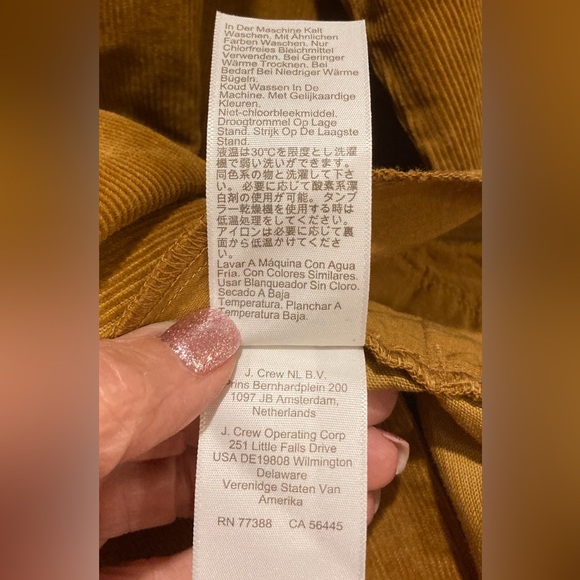 In Der Maschine Kalt
Waschen. Mit Ähnlichen
Farben Waschen. Nur
Chlorfreies Bleichmittel
Verwenden. Bei Geringer
Wärme Trocknen. Bei
Bedarf Bei Niedriger Wärme
Bügeln.
Koud Wassen In De
Machine. Met Gelijkaardige
Kleuren.
Niet-chloorbleekmiddel.
Droogtrommel Op Lage
Stand. Strijk Op De Laagste
Stand.
液温は30℃を限度とし洗濯
機で弱い洗いができます。
同色系の物と洗濯して下さ
い。 必要に応じて酸素系漂
白剤の使用が可能。 タンブ
ラー乾燥機を使用する時は
低温処理をしてください。
アイロンは必要に応じて裏
面から低温かけてくださ
い。
Lavar A Máquina Con Agua
Fría. Con Colores Similares.
Usar Blanqueador Sin Cloro.
Secado A Baja
Temperatura. Planchar A
Temperatura Baja.
J. Crew NL B.V.
Prins Bernhardplein 200
1097 JB Amsterdam,
Netherlands
J. Crew Operating Corp
251 Little Falls Drive
USA DE19808 Wilmington
Delaware
Verenidge Staten Van
Amerika
RN 77388 CA 56445